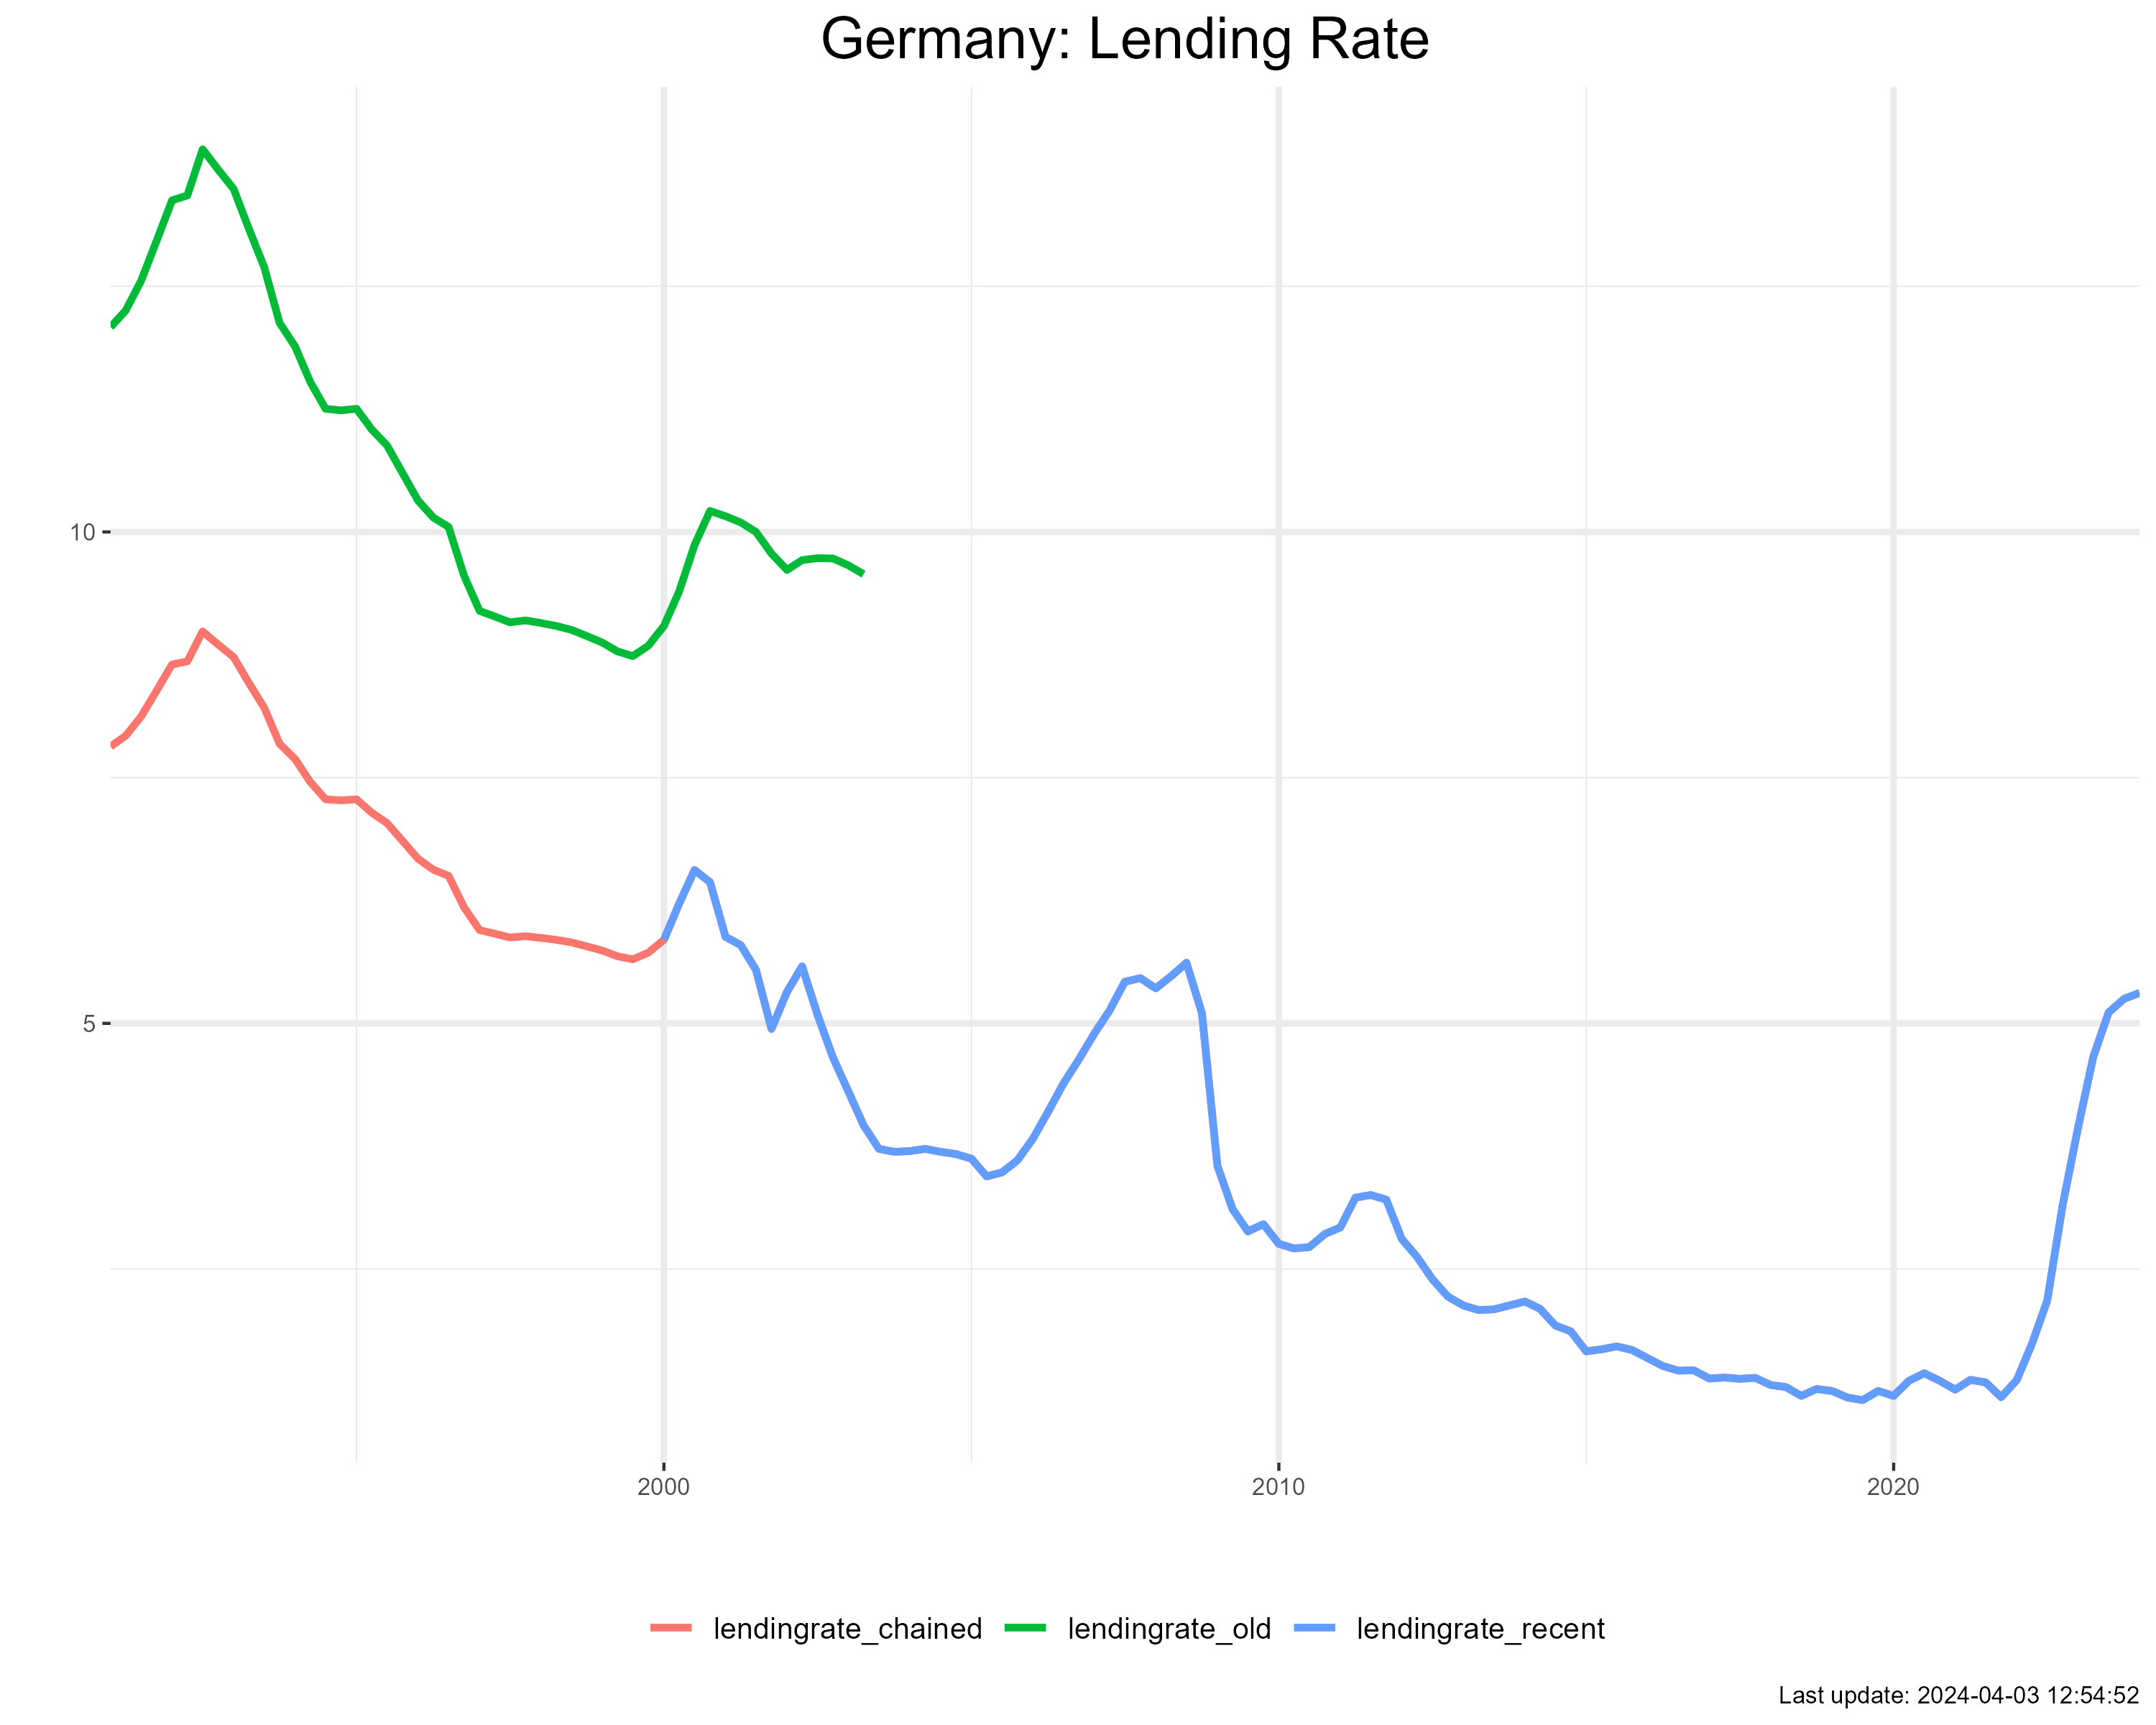 Germany: Lending Rate
10
5
2000 2010 2020
lendingrate_chained lendingrate_old lendingrate_recent
Last update: 2024-04-03 12:54:52